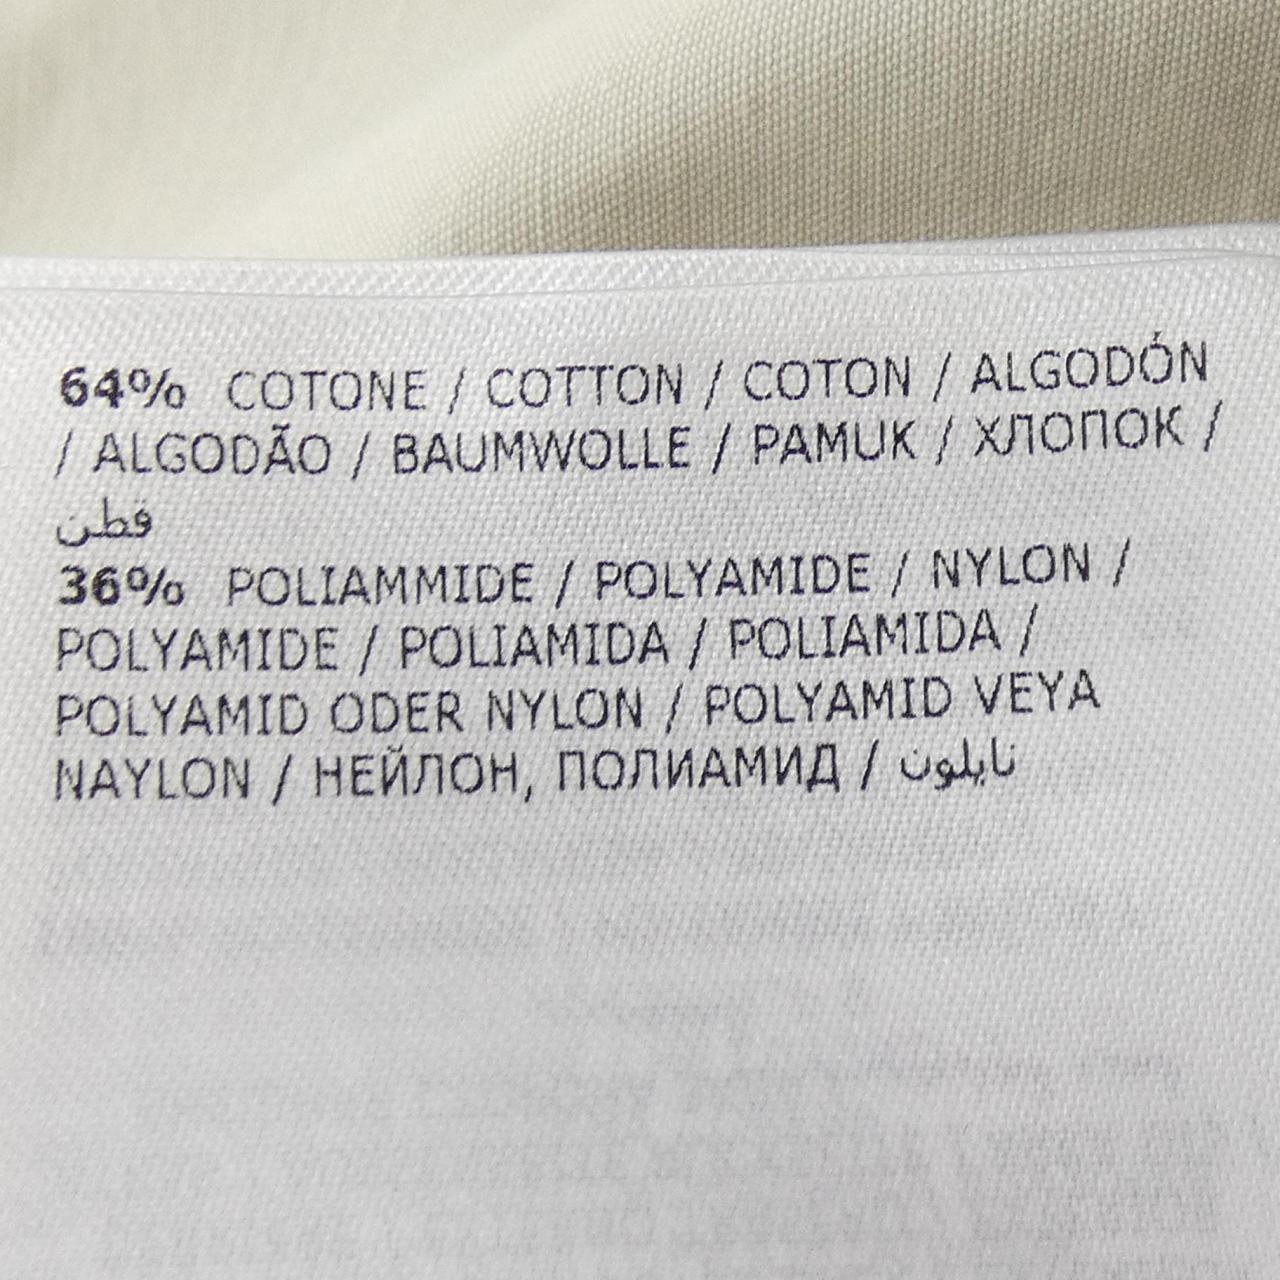 64% COTONE / COTTON / COTON / ALGODÓN
/ ALGODÃO / BAUMWOLLE / PAMUK / ХЛОПОК /
قطن
36% POLIAMMIDE / POLYAMIDE / NYLON /
POLYAMIDE / POLIAMIDA / POLIAMIDA /
POLYAMID ODER NYLON / POLYAMID VEYA
NAYLON / НЕЙЛОН, ПОЛИАМИД / نايلون